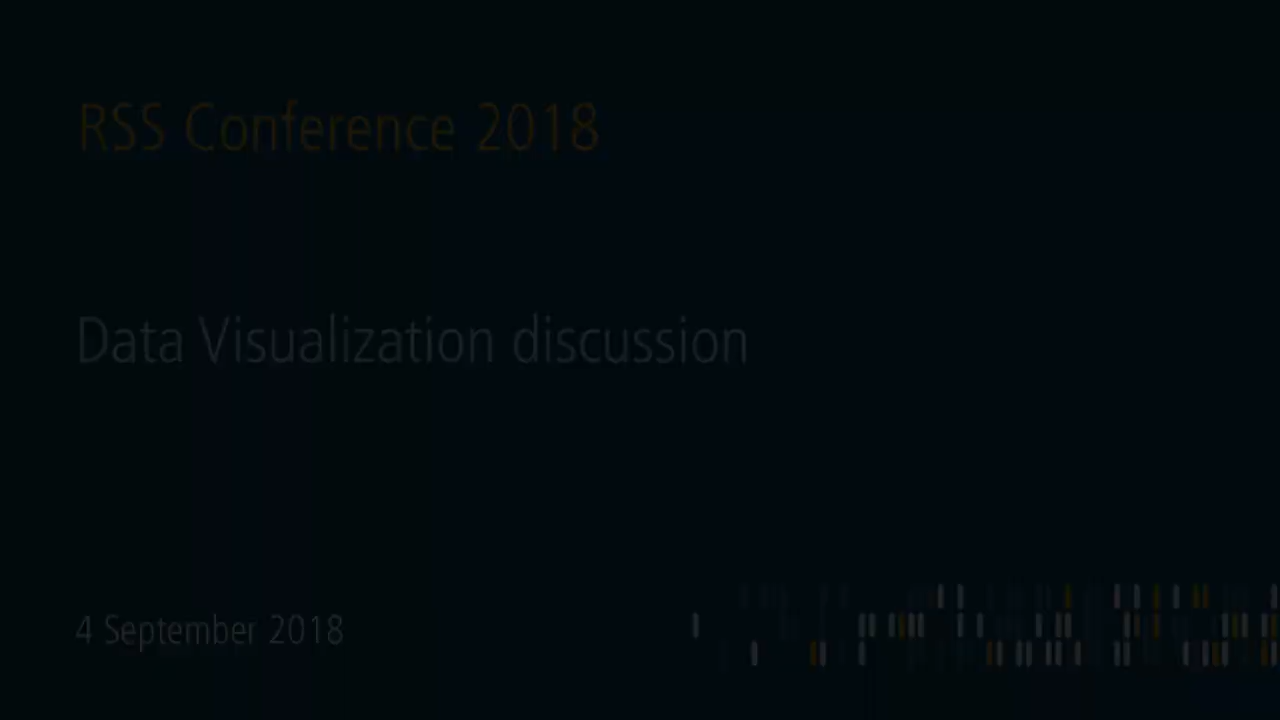 RSS Conference 2018
Data Visualization discussion
4 September 2018